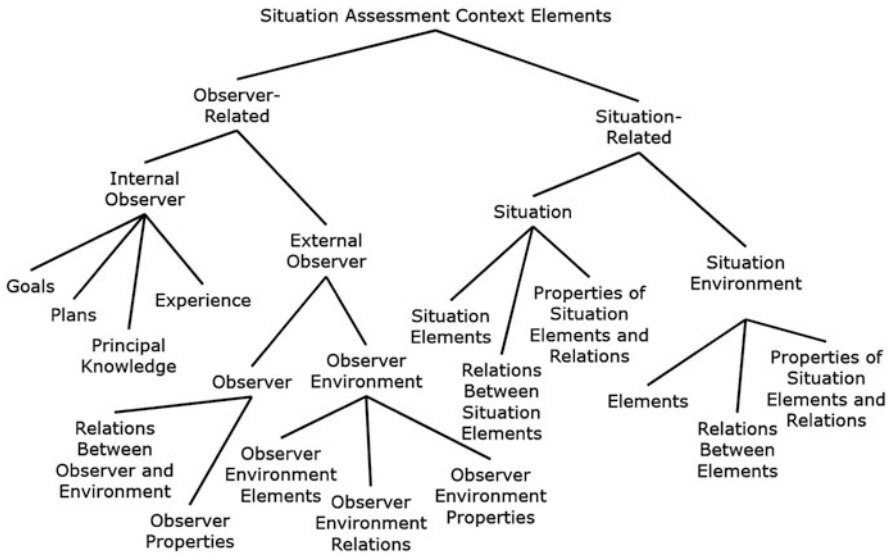 Situation Assessment Context Elements
Observer-
Related
Situation-
Related
Internal
Observer
External
Observer
Situation
Situation
Environment
Goals
Plans
Principal
Knowledge
Experience
Observer
Observer
Environment
Situation
Elements
Relations
Between
Situation
Elements
Properties of
Situation
Elements and
Relations
Elements
Relations
Between
Elements
Properties of
Situation
Elements and
Relations
Relations
Between
Observer and
Environment
Observer
Properties
Observer
Environment
Elements
Observer
Environment
Relations
Observer
Environment
Properties